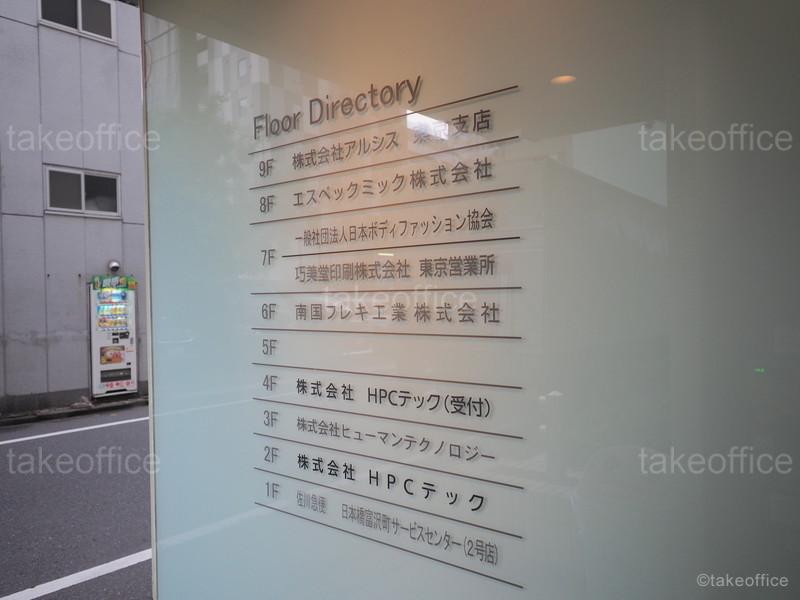 Floor Directory
9F 株式会社アルシス 東京支店
8F エスペックミック株式会社
7F 一般社団法人日本ボディファッション協会
巧美堂印刷株式会社 東京営業所
6F 南国フレキ工業株式会社
5F
4F 株式会社 HPCテック(受付)
3F 株式会社ヒューマンテクノロジー
2F 株式会社 HPCテック
1F 佐川急便 日本橋富沢町サービスセンター(2号店)
takeoffice
takeoffice
takeoffice
takeoffice
takeoffice
©takeoffice